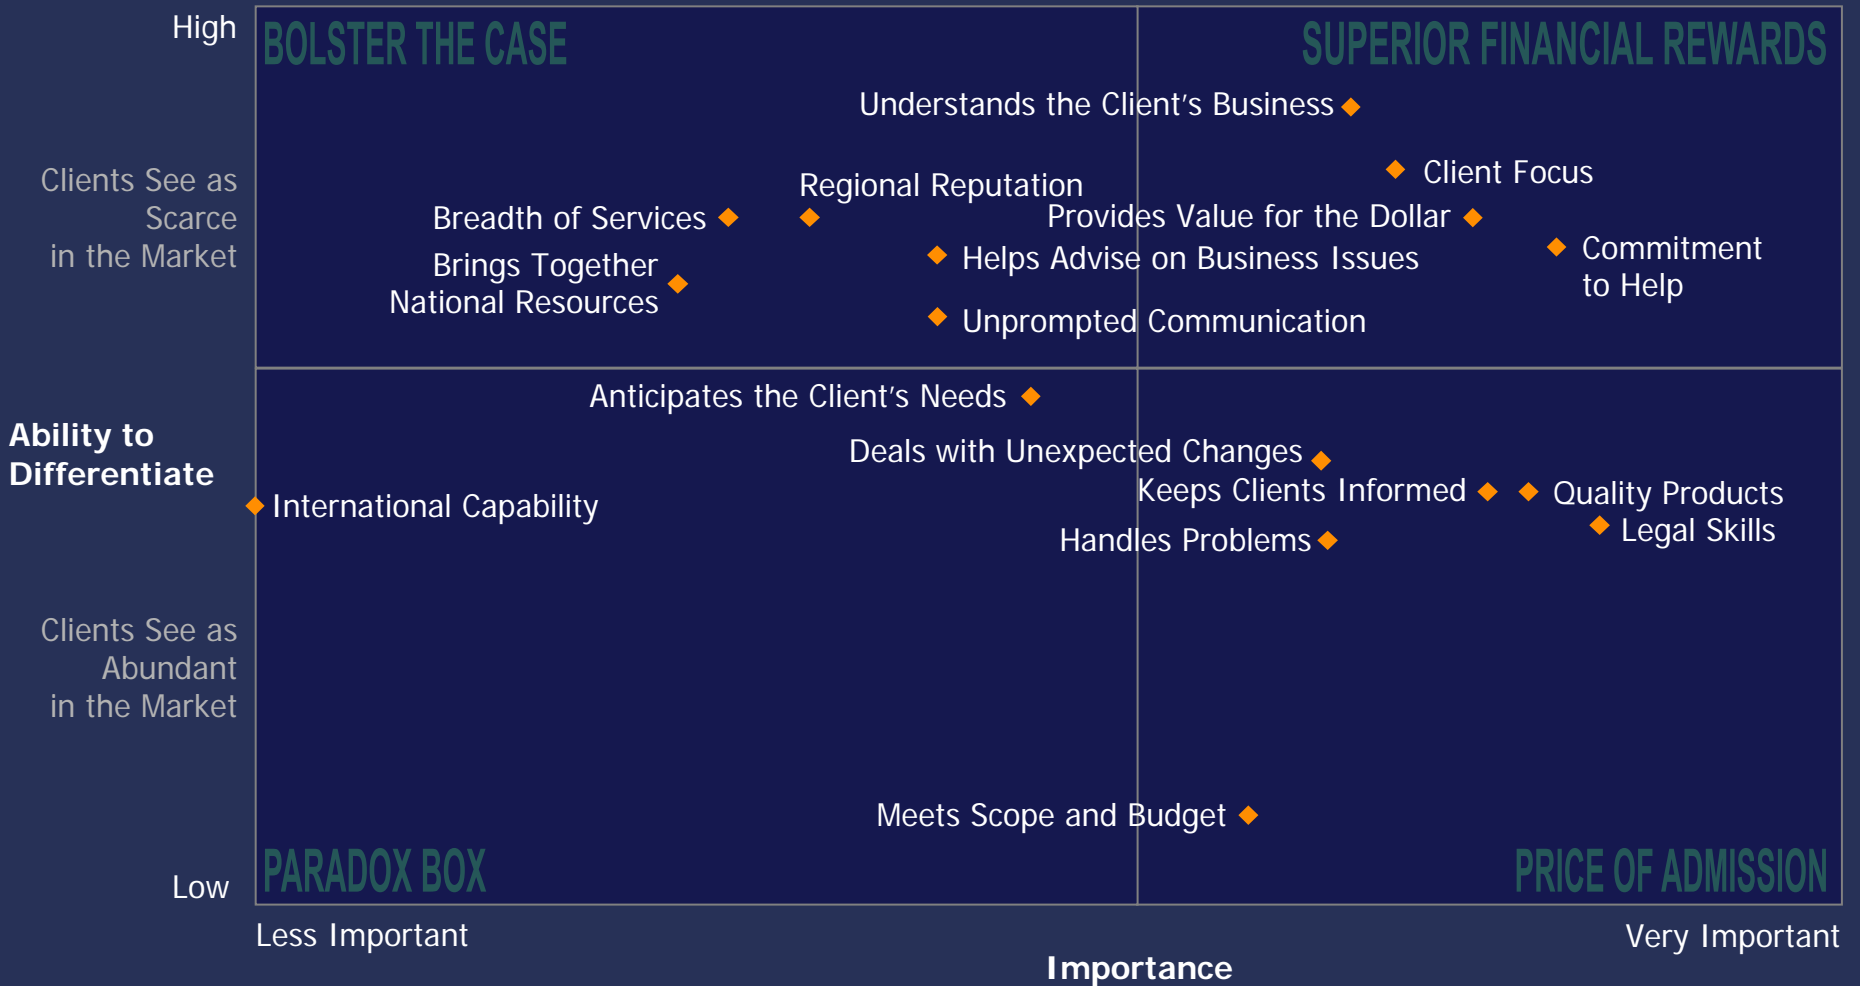 High
BOLSTER THE CASE
SUPERIOR FINANCIAL REWARDS
Understands the Client's Business
Clients See as
Scarce
in the Market
Client Focus
Regional Reputation
Breadth of Services
Provides Value for the Dollar
Commitment
to Help
Helps Advise on Business Issues
Brings Together
National Resources
Unprompted Communication
Anticipates the Client's Needs
Ability to
Differentiate
Deals with Unexpected Changes
Keeps Clients Informed
Quality Products
International Capability
Legal Skills
Handles Problems
Clients See as
Abundant
in the Market
Meets Scope and Budget
PARADOX BOX
PRICE OF ADMISSION
Low
Less Important
Very Important
Importance